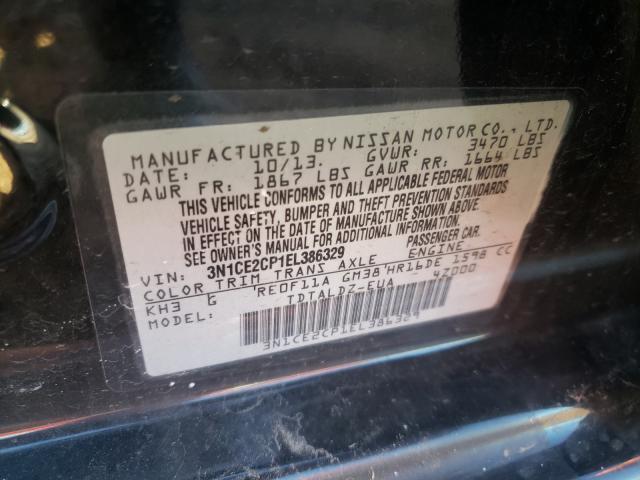 MANUFACTURED BY NISSAN MOTOR CO., LTD.
DATE: 10/13. GVWR: 3470 LBS
GAWR FR: 1867 LBS GAWR RR: 1664 LBS
THIS VEHICLE CONFORMS TO ALL APPLICABLE FEDERAL MOTOR
VEHICLE SAFETY, BUMPER AND THEFT PREVENTION STANDARDS
IN EFFECT ON THE DATE OF MANUFACTURE SHOWN ABOVE.
SEE OWNER'S MANUAL FOR ADDITIONAL INFORMATION.
VIN: 3N1CE2CP1EL386329 PASSENGER CAR.
COLOR TRIM TRANS AXLE ENGINE
KH3 G RE0F11A GM38 HR16DE 1598 CC
MODEL: TDTALDZ-EUA - 4Z000
3N1CE2CP1EL386329